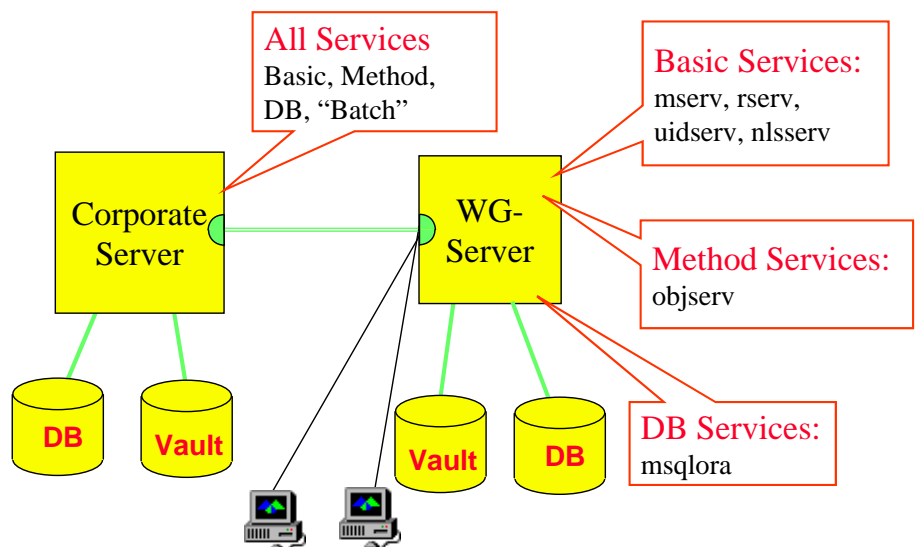 All Services
Basic, Method,
DB, “Batch”
Basic Services:
mserv, rserv,
uidserv, nlsserv
Corporate
Server
WG-
Server
Method Services:
objserv
DB
Vault
Vault
DB
DB Services:
msqlora